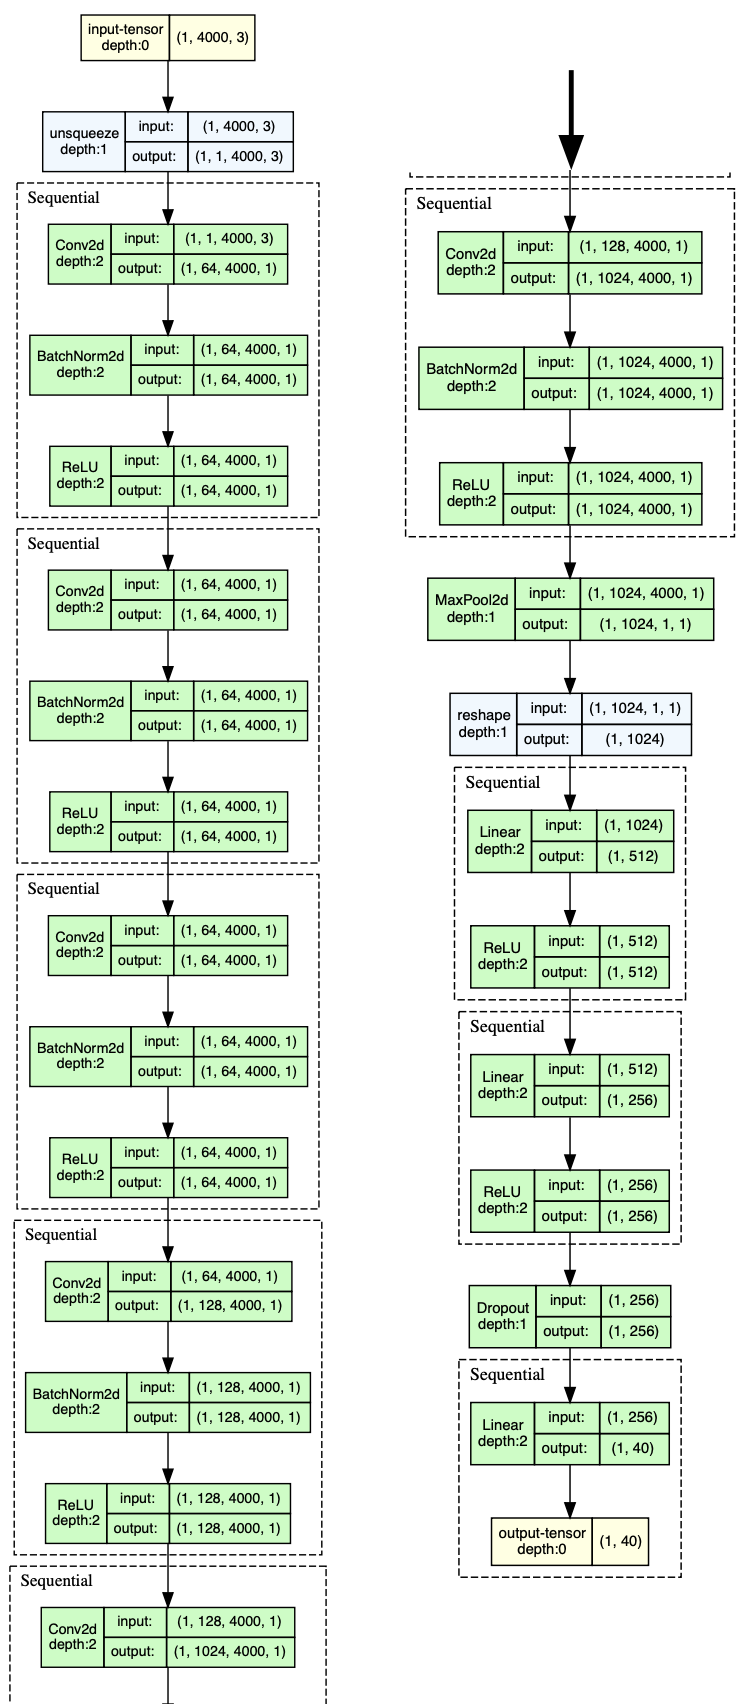 input-tensor
depth:0
(1, 4000, 3)
unsqueeze
depth:1
input:
(1, 4000, 3)
output:
(1, 1, 4000, 3)
Sequential
Conv2d
depth:2
input:
(1, 1, 4000, 3)
output:
(1, 64, 4000, 1)
BatchNorm2d
depth:2
input:
(1, 64, 4000, 1)
output:
(1, 64, 4000, 1)
ReLU
depth:2
input:
(1, 64, 4000, 1)
output:
(1, 64, 4000, 1)
Sequential
Conv2d
depth:2
input:
(1, 64, 4000, 1)
output:
(1, 64, 4000, 1)
BatchNorm2d
depth:2
input:
(1, 64, 4000, 1)
output:
(1, 64, 4000, 1)
ReLU
depth:2
input:
(1, 64, 4000, 1)
output:
(1, 64, 4000, 1)
Sequential
Conv2d
depth:2
input:
(1, 64, 4000, 1)
output:
(1, 64, 4000, 1)
BatchNorm2d
depth:2
input:
(1, 64, 4000, 1)
output:
(1, 64, 4000, 1)
ReLU
depth:2
input:
(1, 64, 4000, 1)
output:
(1, 64, 4000, 1)
Sequential
Conv2d
depth:2
input:
(1, 64, 4000, 1)
output:
(1, 128, 4000, 1)
BatchNorm2d
depth:2
input:
(1, 128, 4000, 1)
output:
(1, 128, 4000, 1)
ReLU
depth:2
input:
(1, 128, 4000, 1)
output:
(1, 128, 4000, 1)
Sequential
Conv2d
depth:2
input:
(1, 128, 4000, 1)
output:
(1, 1024, 4000, 1)
Sequential
Conv2d
depth:2
input:
(1, 128, 4000, 1)
output:
(1, 1024, 4000, 1)
BatchNorm2d
depth:2
input:
(1, 1024, 4000, 1)
output:
(1, 1024, 4000, 1)
ReLU
depth:2
input:
(1, 1024, 4000, 1)
output:
(1, 1024, 4000, 1)
MaxPool2d
depth:1
input:
(1, 1024, 4000, 1)
output:
(1, 1024, 1, 1)
reshape
depth:1
input:
(1, 1024, 1, 1)
output:
(1, 1024)
Sequential
Linear
depth:2
input:
(1, 1024)
output:
(1, 512)
ReLU
depth:2
input:
(1, 512)
output:
(1, 512)
Sequential
Linear
depth:2
input:
(1, 512)
output:
(1, 256)
ReLU
depth:2
input:
(1, 256)
output:
(1, 256)
Dropout
depth:1
input:
(1, 256)
output:
(1, 256)
Sequential
Linear
depth:2
input:
(1, 256)
output:
(1, 40)
output-tensor
depth:0
(1, 40)